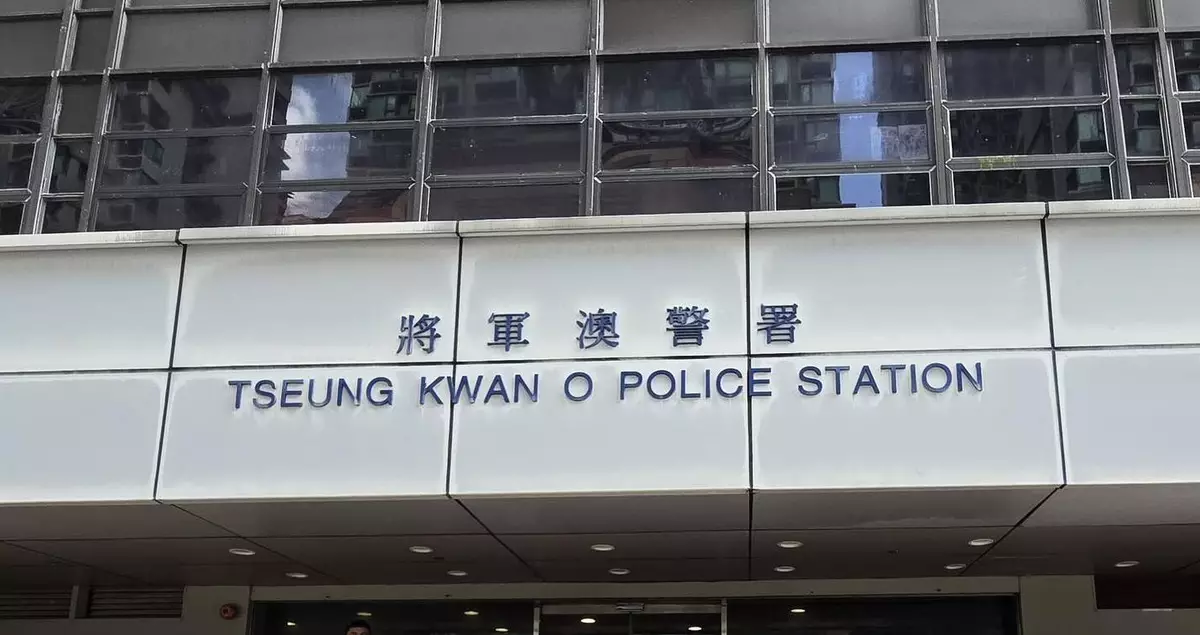 將軍澳警署
TSEUNG KWAN O POLICE STATION